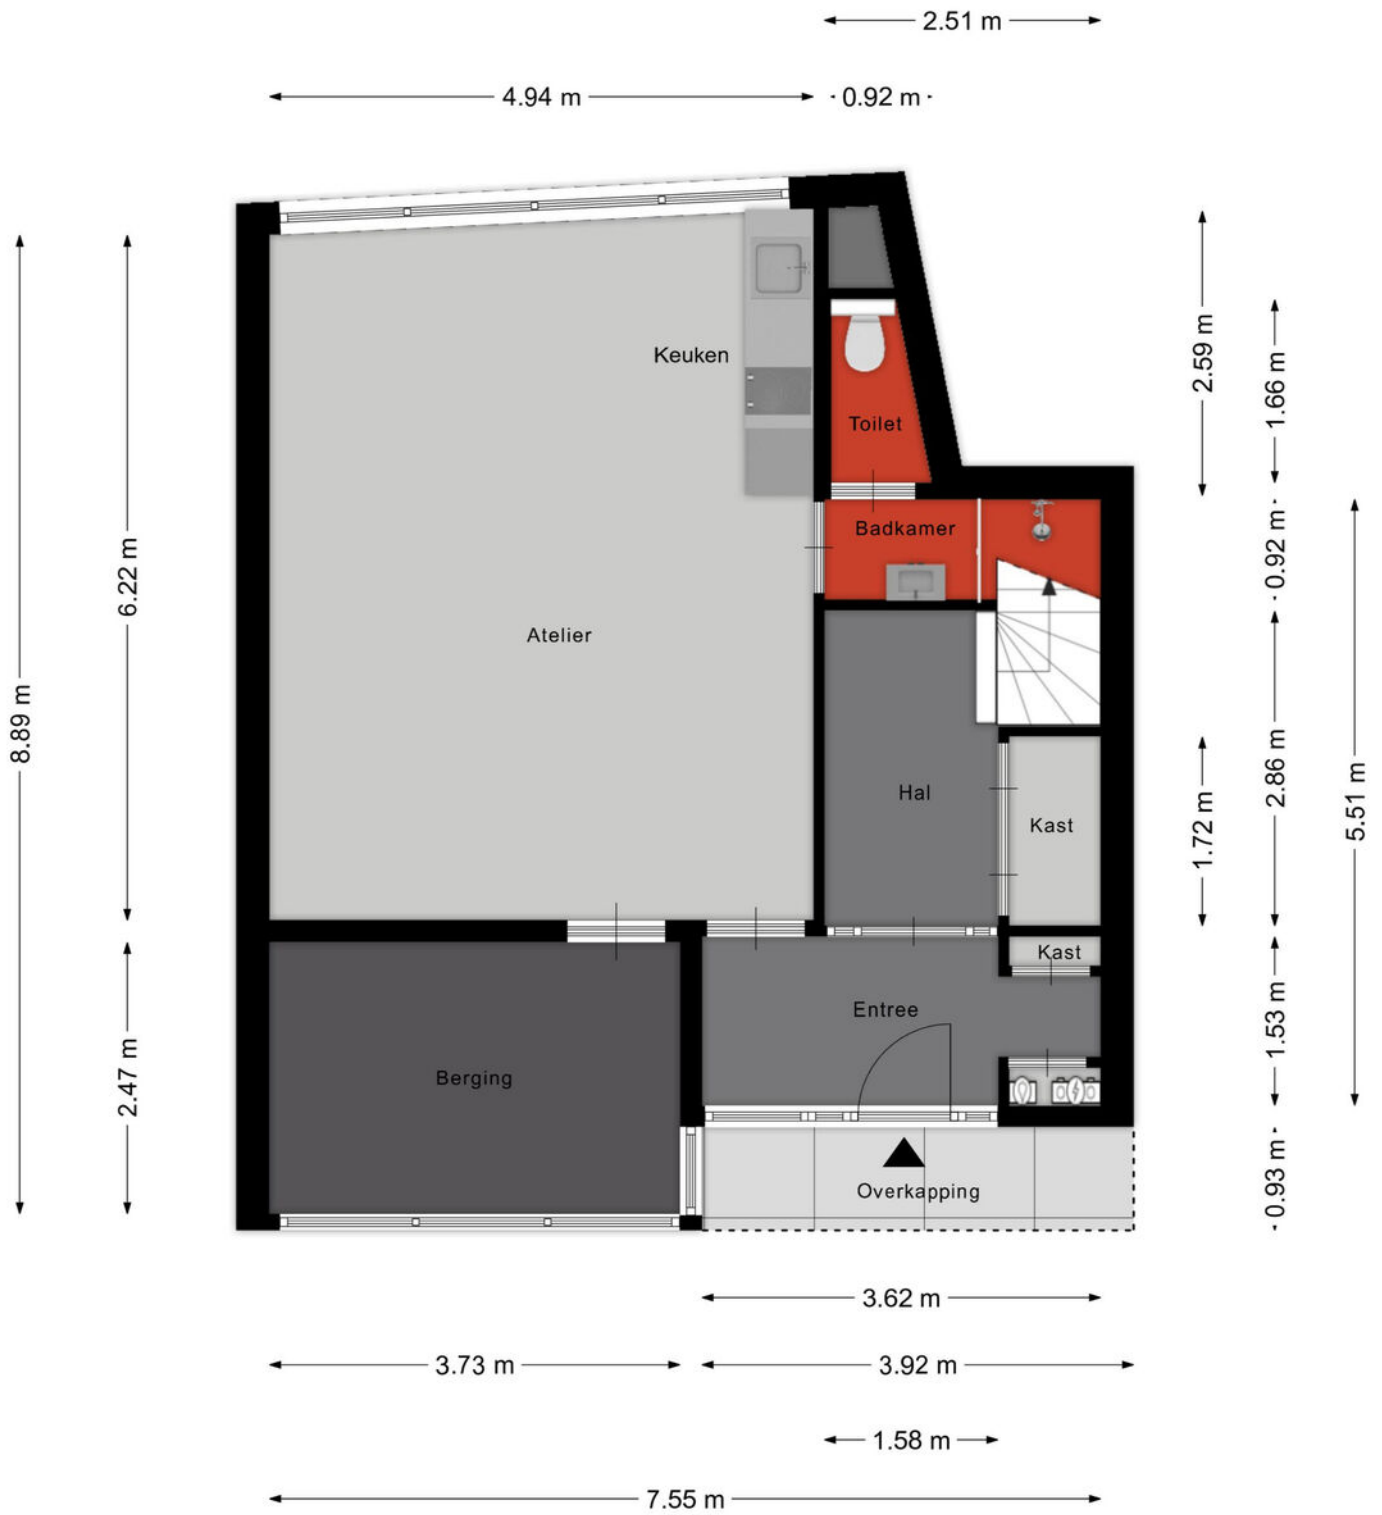 2.51 m
4.94 m
0.92 m
Keuken
Toilet
Badkamer
Atelier
Hal
Kast
Kast
Entree
Berging
Overkapping
8.89 m
6.22 m
2.47 m
2.59 m
1.66 m
0.92 m
1.72 m
2.86 m
5.51 m
1.53 m
0.93 m
3.62 m
3.73 m
3.92 m
1.58 m
7.55 m